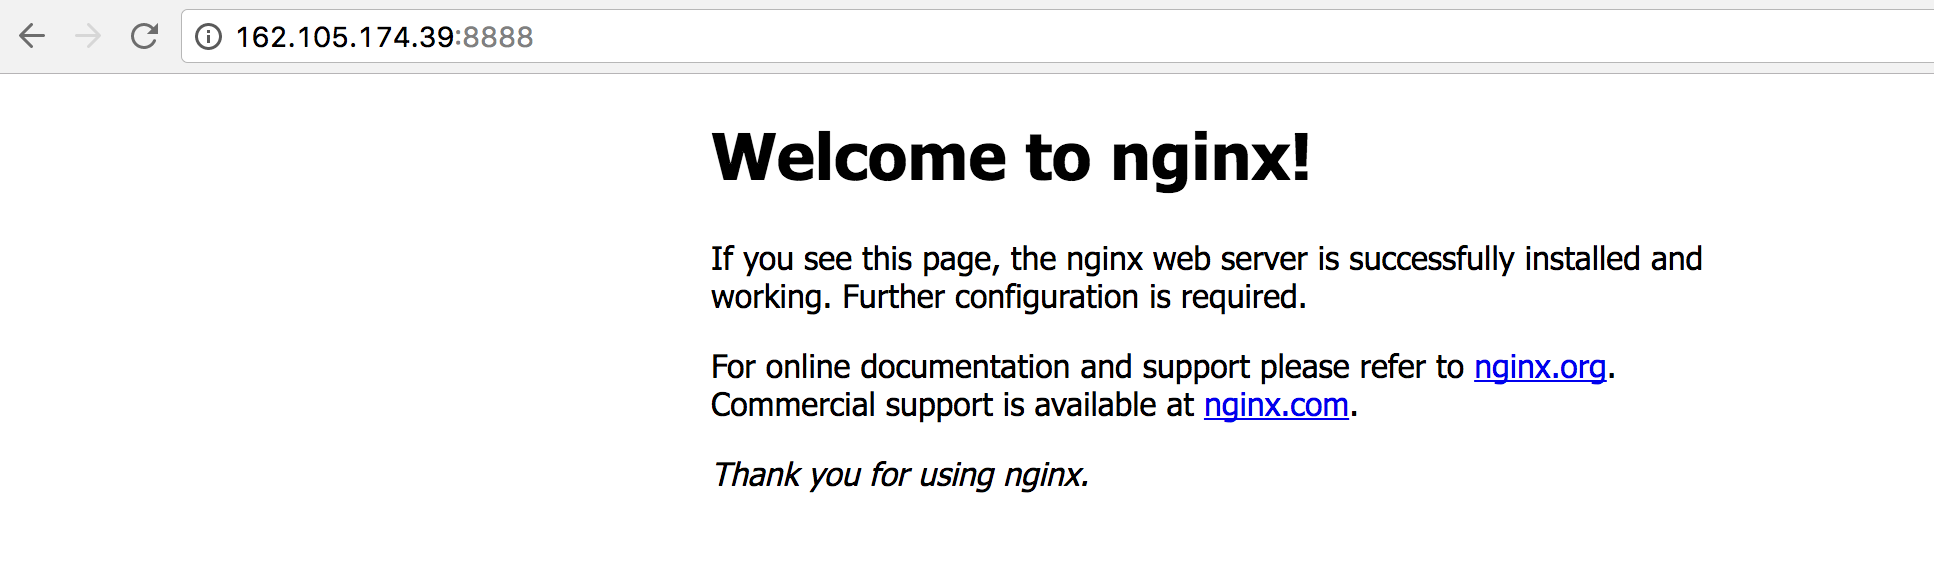 162.105.174.39:8888
Welcome to nginx!
If you see this page, the nginx web server is successfully installed and
working. Further configuration is required.
For online documentation and support please refer to nginx.org.
Commercial support is available at nginx.com.
Thank you for using nginx.